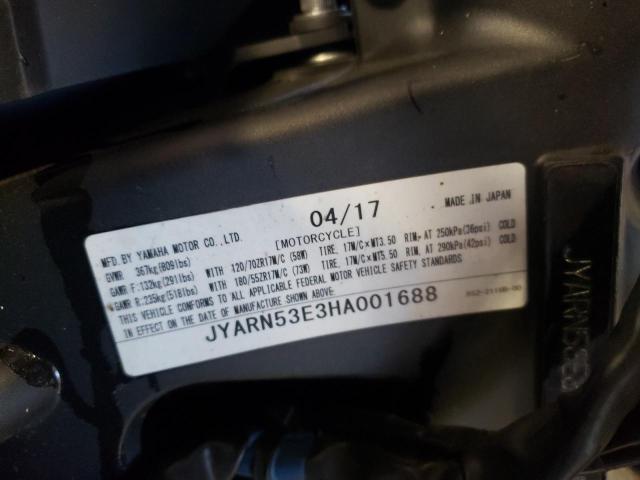 04/17 MADE IN JAPAN
MFD.BY YAMAHA MOTOR CO.,LTD. [MOTORCYCLE]
GVWR 367kg(809lbs)
GAWR F:132kg(291lbs) WITH 120/70ZR17M/C (58W) TIRE, 17M/C×MT3.50 RIM, AT 250kPa(36psi) COLD
GAWR R:235kg(518lbs) WITH 180/55ZR17M/C (73W) TIRE, 17M/C×MT5.50 RIM, AT 290kPa(42psi) COLD
THIS VEHICLE CONFORMS TO ALL APPLICABLE FEDERAL MOTOR VEHICLE SAFETY STANDARDS
IN EFFECT ON THE DATE OF MANUFACTURE SHOWN ABOVE.
JYARN53E3HA001688
JYARN53E3